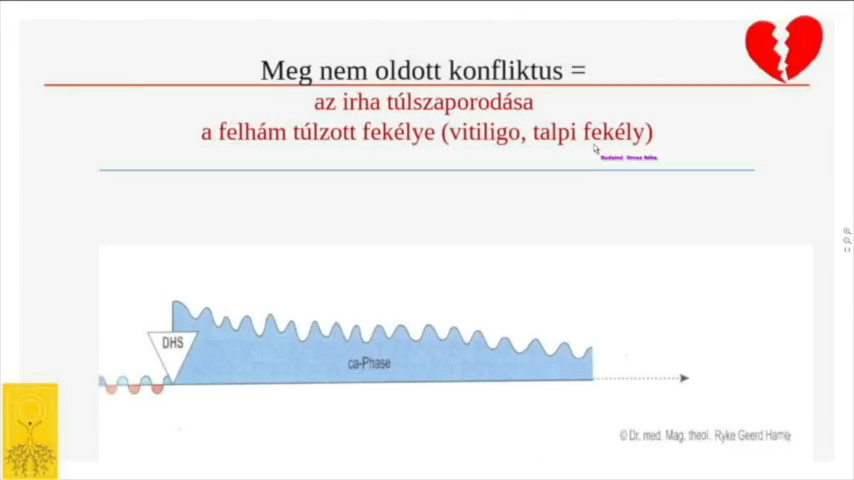 Meg nem oldott konfliktus =
az irha túlszaporodása
a felhám túlzott fekélye (vitiligo, talpi fekély)
DHS
ca-Phase
© Dr. med. Mag. theol. Ryke Geerd Hame